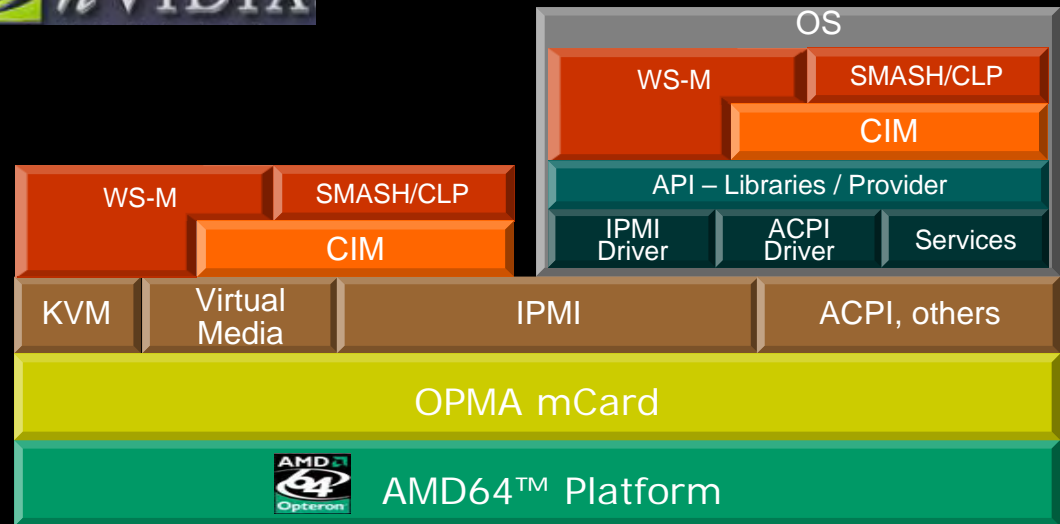 nVIDIA
OS
WS-M
SMASH/CLP
CIM
API – Libraries / Provider
IPMI
Driver
ACPI
Driver
Services
WS-M
SMASH/CLP
CIM
KVM
Virtual
Media
IPMI
ACPI, others
OPMA mCard
AMD
64
Opteron
AMD64™ Platform